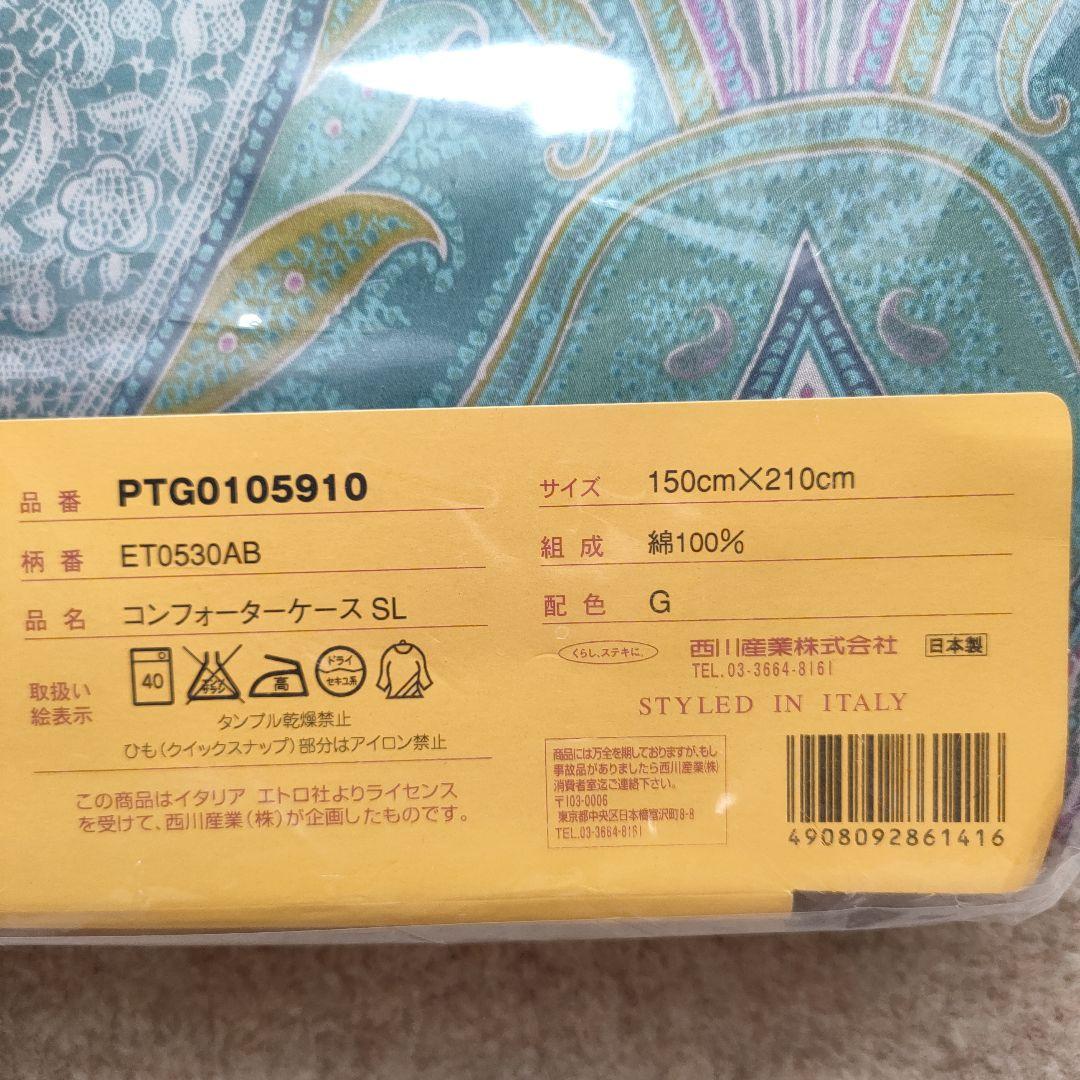 品番 PTG0105910
柄番 ET0530AB
品名 コンフォーターケース SL
取扱い
絵表示
40
エンソ
サラシ
高
ドライ
セキユ系
タンブル乾燥禁止
ひも(クイックスナップ)部分はアイロン禁止
この商品はイタリア エトロ社よりライセンス
を受けて、西川産業(株)が企画したものです。
サイズ 150cm×210cm
組成 綿100%
配色 G
くらし、ステキに。
西川産業株式会社 日本製
TEL.03-3664-8161
STYLED IN ITALY
商品には万全を期しておりますが、もし
事故品がありましたら西川産業(株)
消費者室迄ご連絡下さい。
〒103-0006
東京都中央区日本橋富沢町8-8
TEL.03-3664-8161
4908092861416